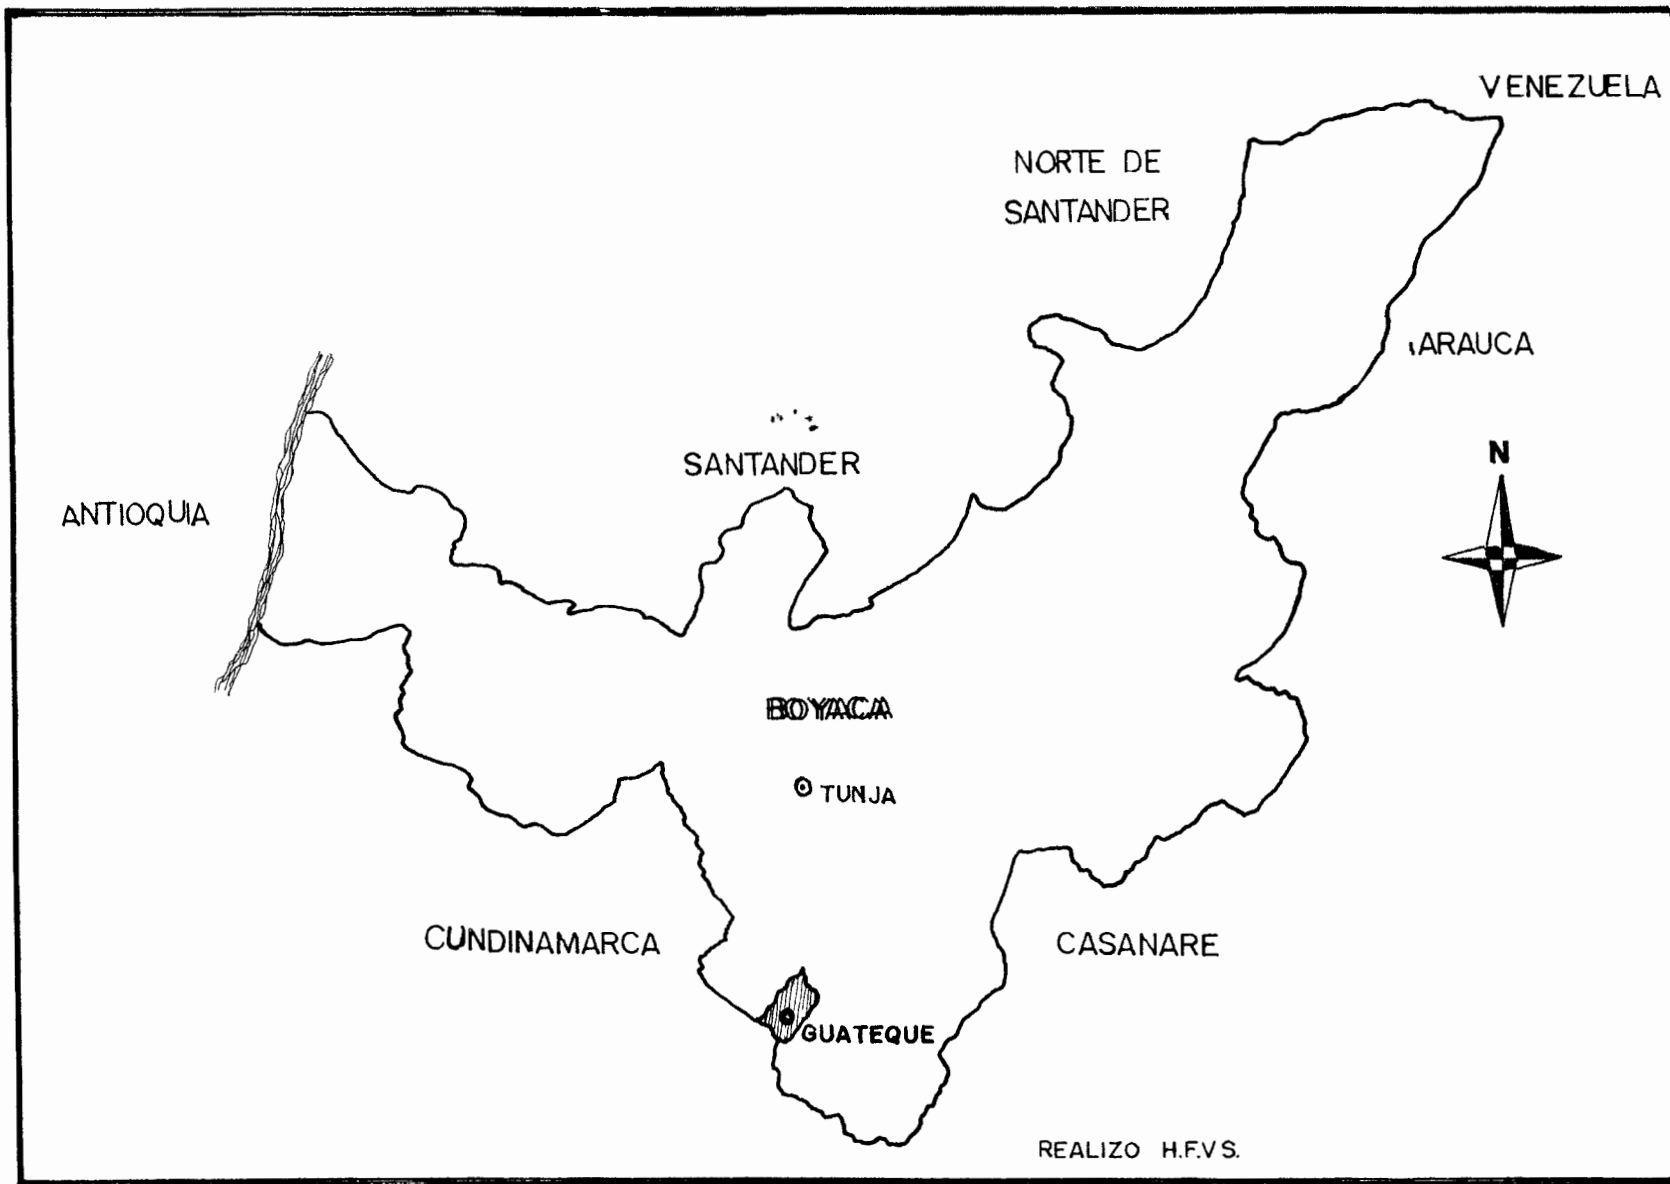 VENEZUELA
NORTE DE
SANTANDER
ARAUCA
SANTANDER
N
ANTIOQUIA
BOYACA
TUNJA
CUNDINAMARCA
CASANARE
GUATEQUE
REALIZO H.F.V S.